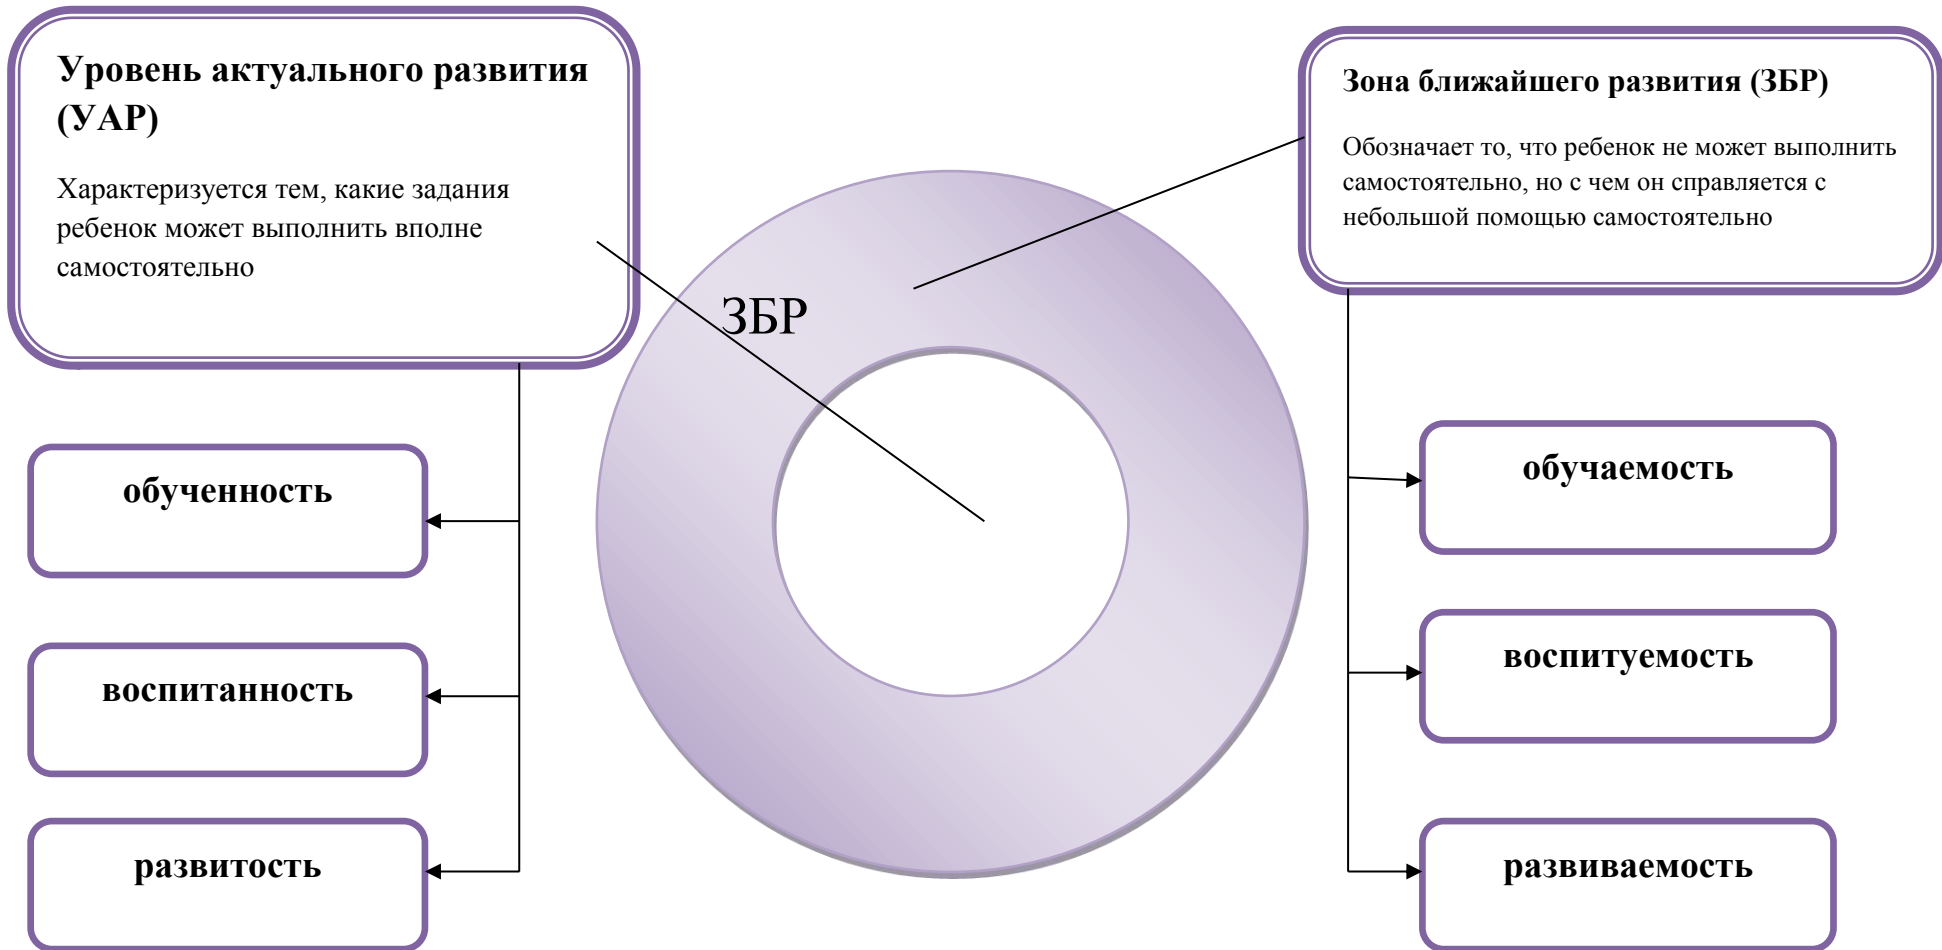 Уровень актуального развития
(УАР)
Характеризуется тем, какие задания
ребенок может выполнить вполне
самостоятельно
Зона ближайшего развития (ЗБР)
Обозначает то, что ребенок не может выполнить
самостоятельно, но с чем он справляется с
небольшой помощью самостоятельно
ЗБР
обученность
воспитанность
развитость
обучаемость
воспитуемость
развиваемость